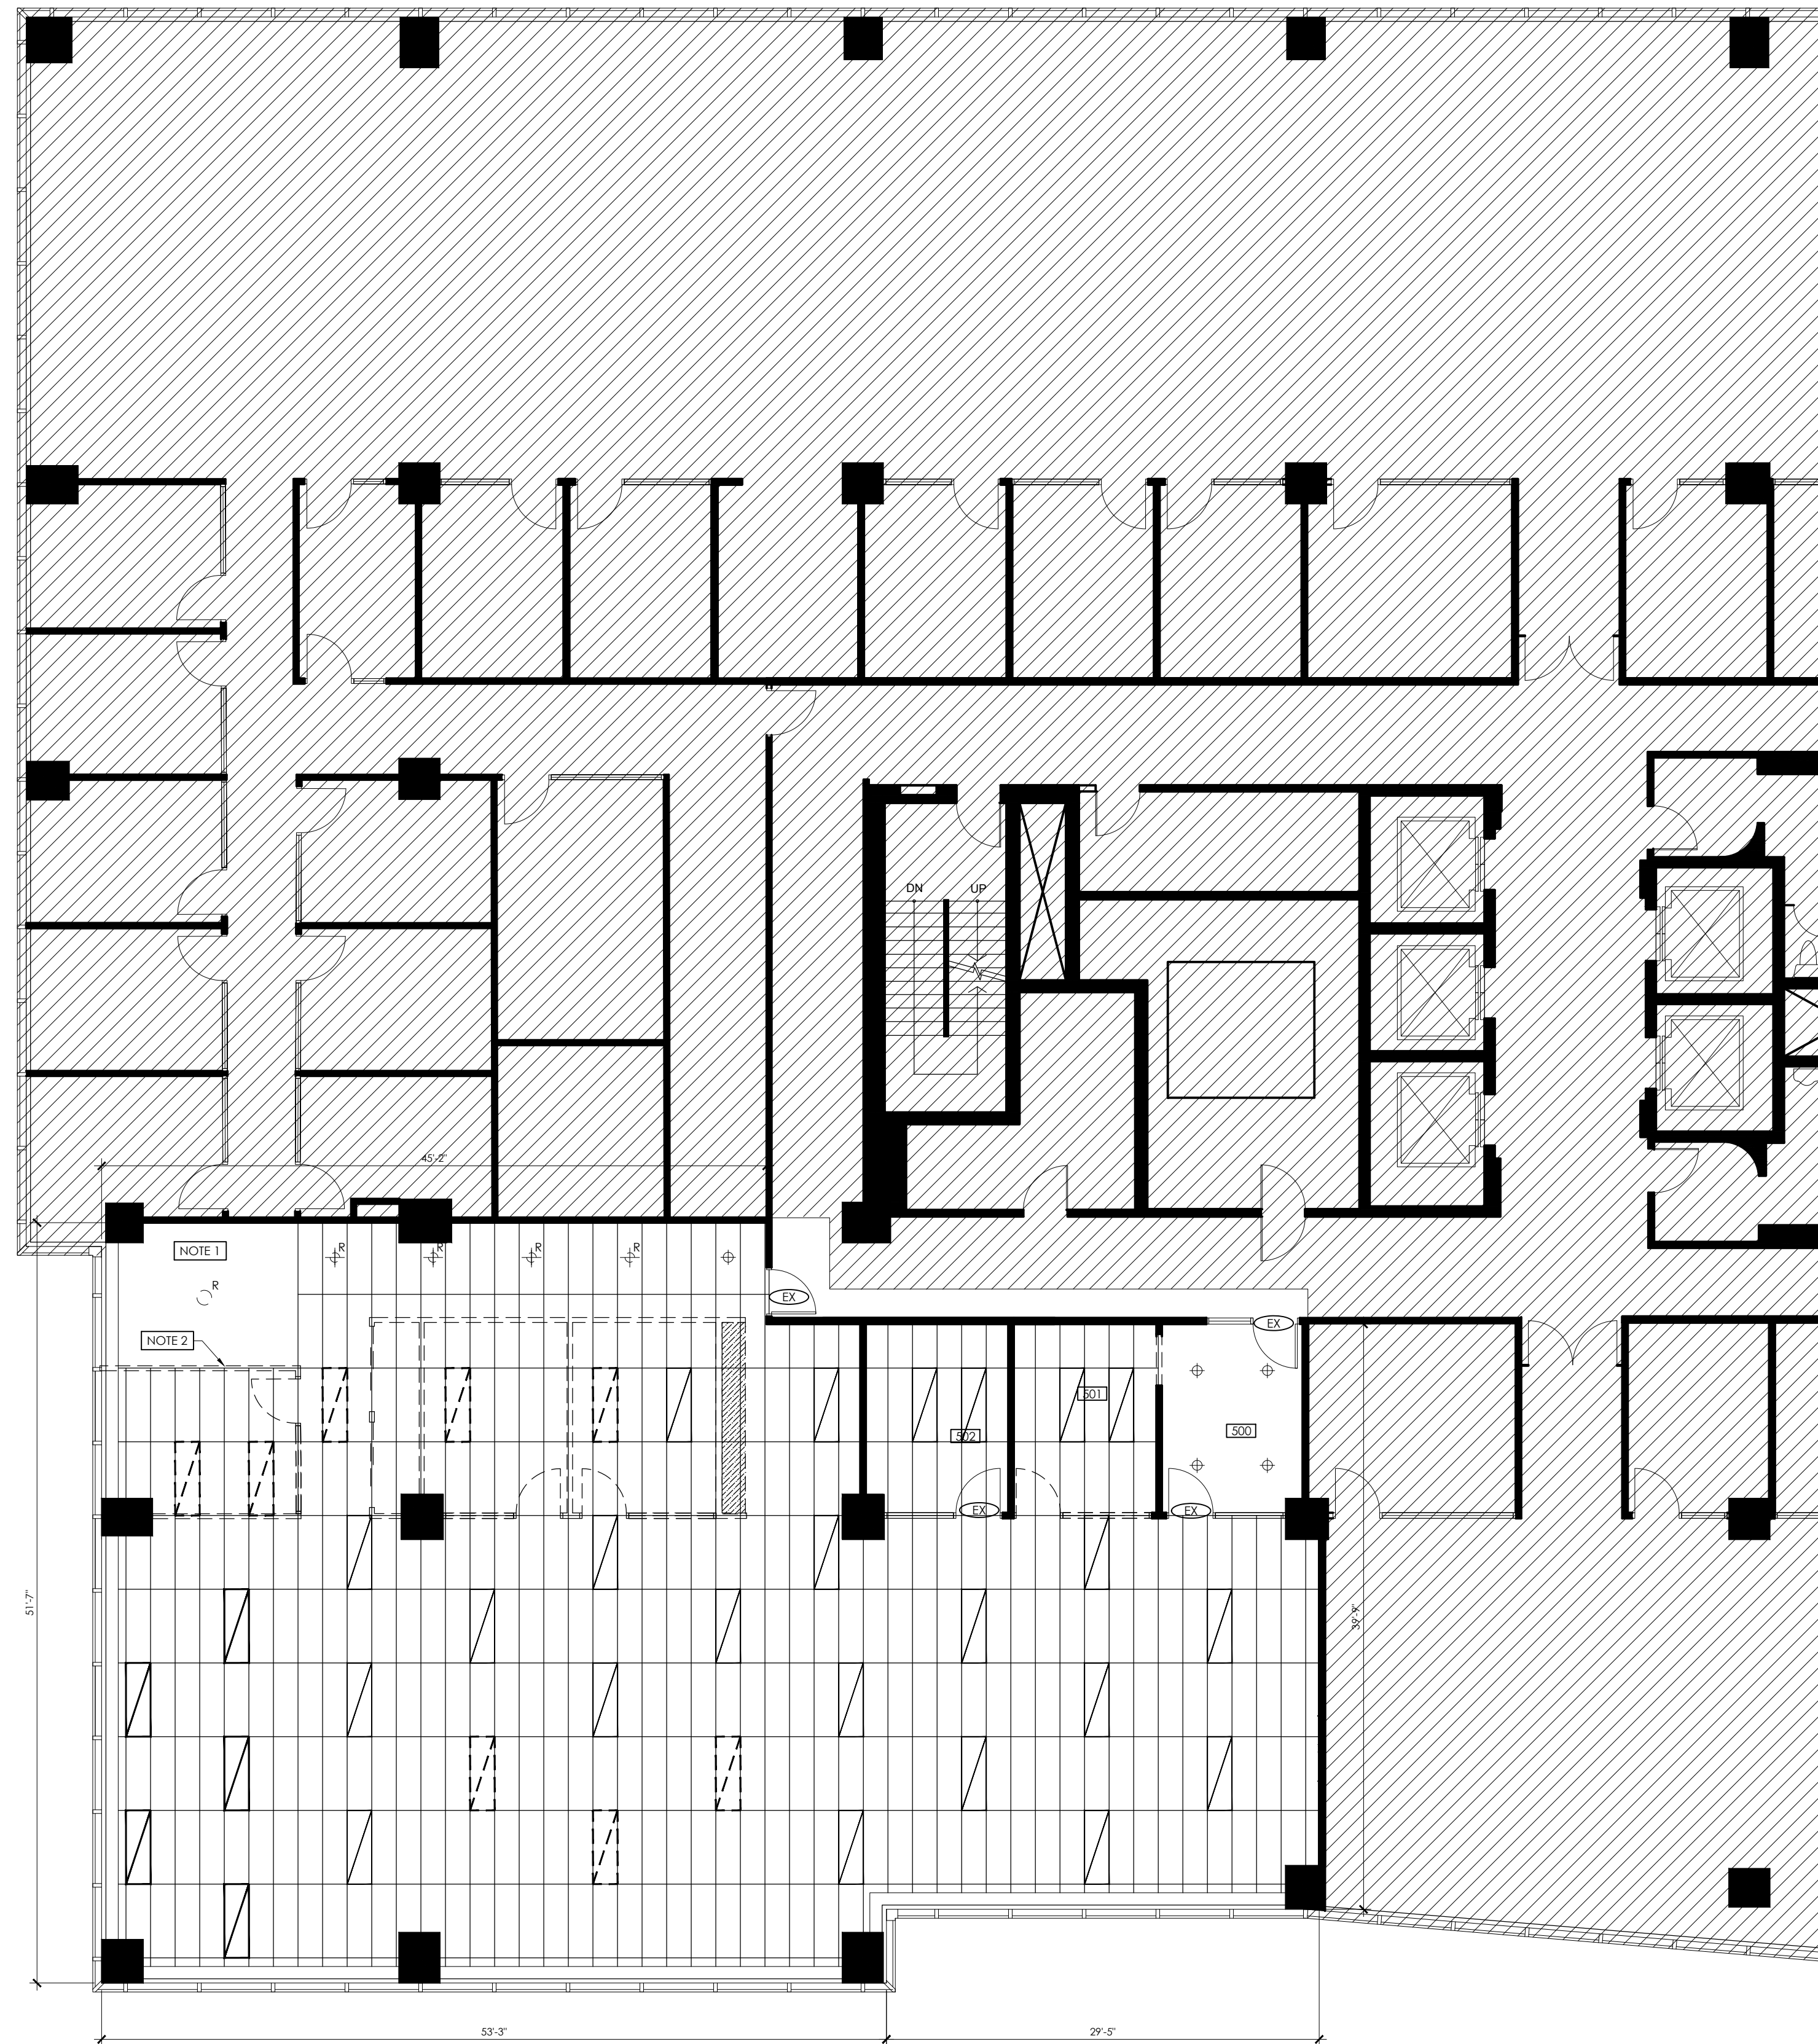 DN
UP
45'-2"
NOTE 1
R
R
R
R
R
EX
NOTE 2
EX
501
500
502
EX
EX
51'-7"
39'-9"
53'-3"
29'-5"